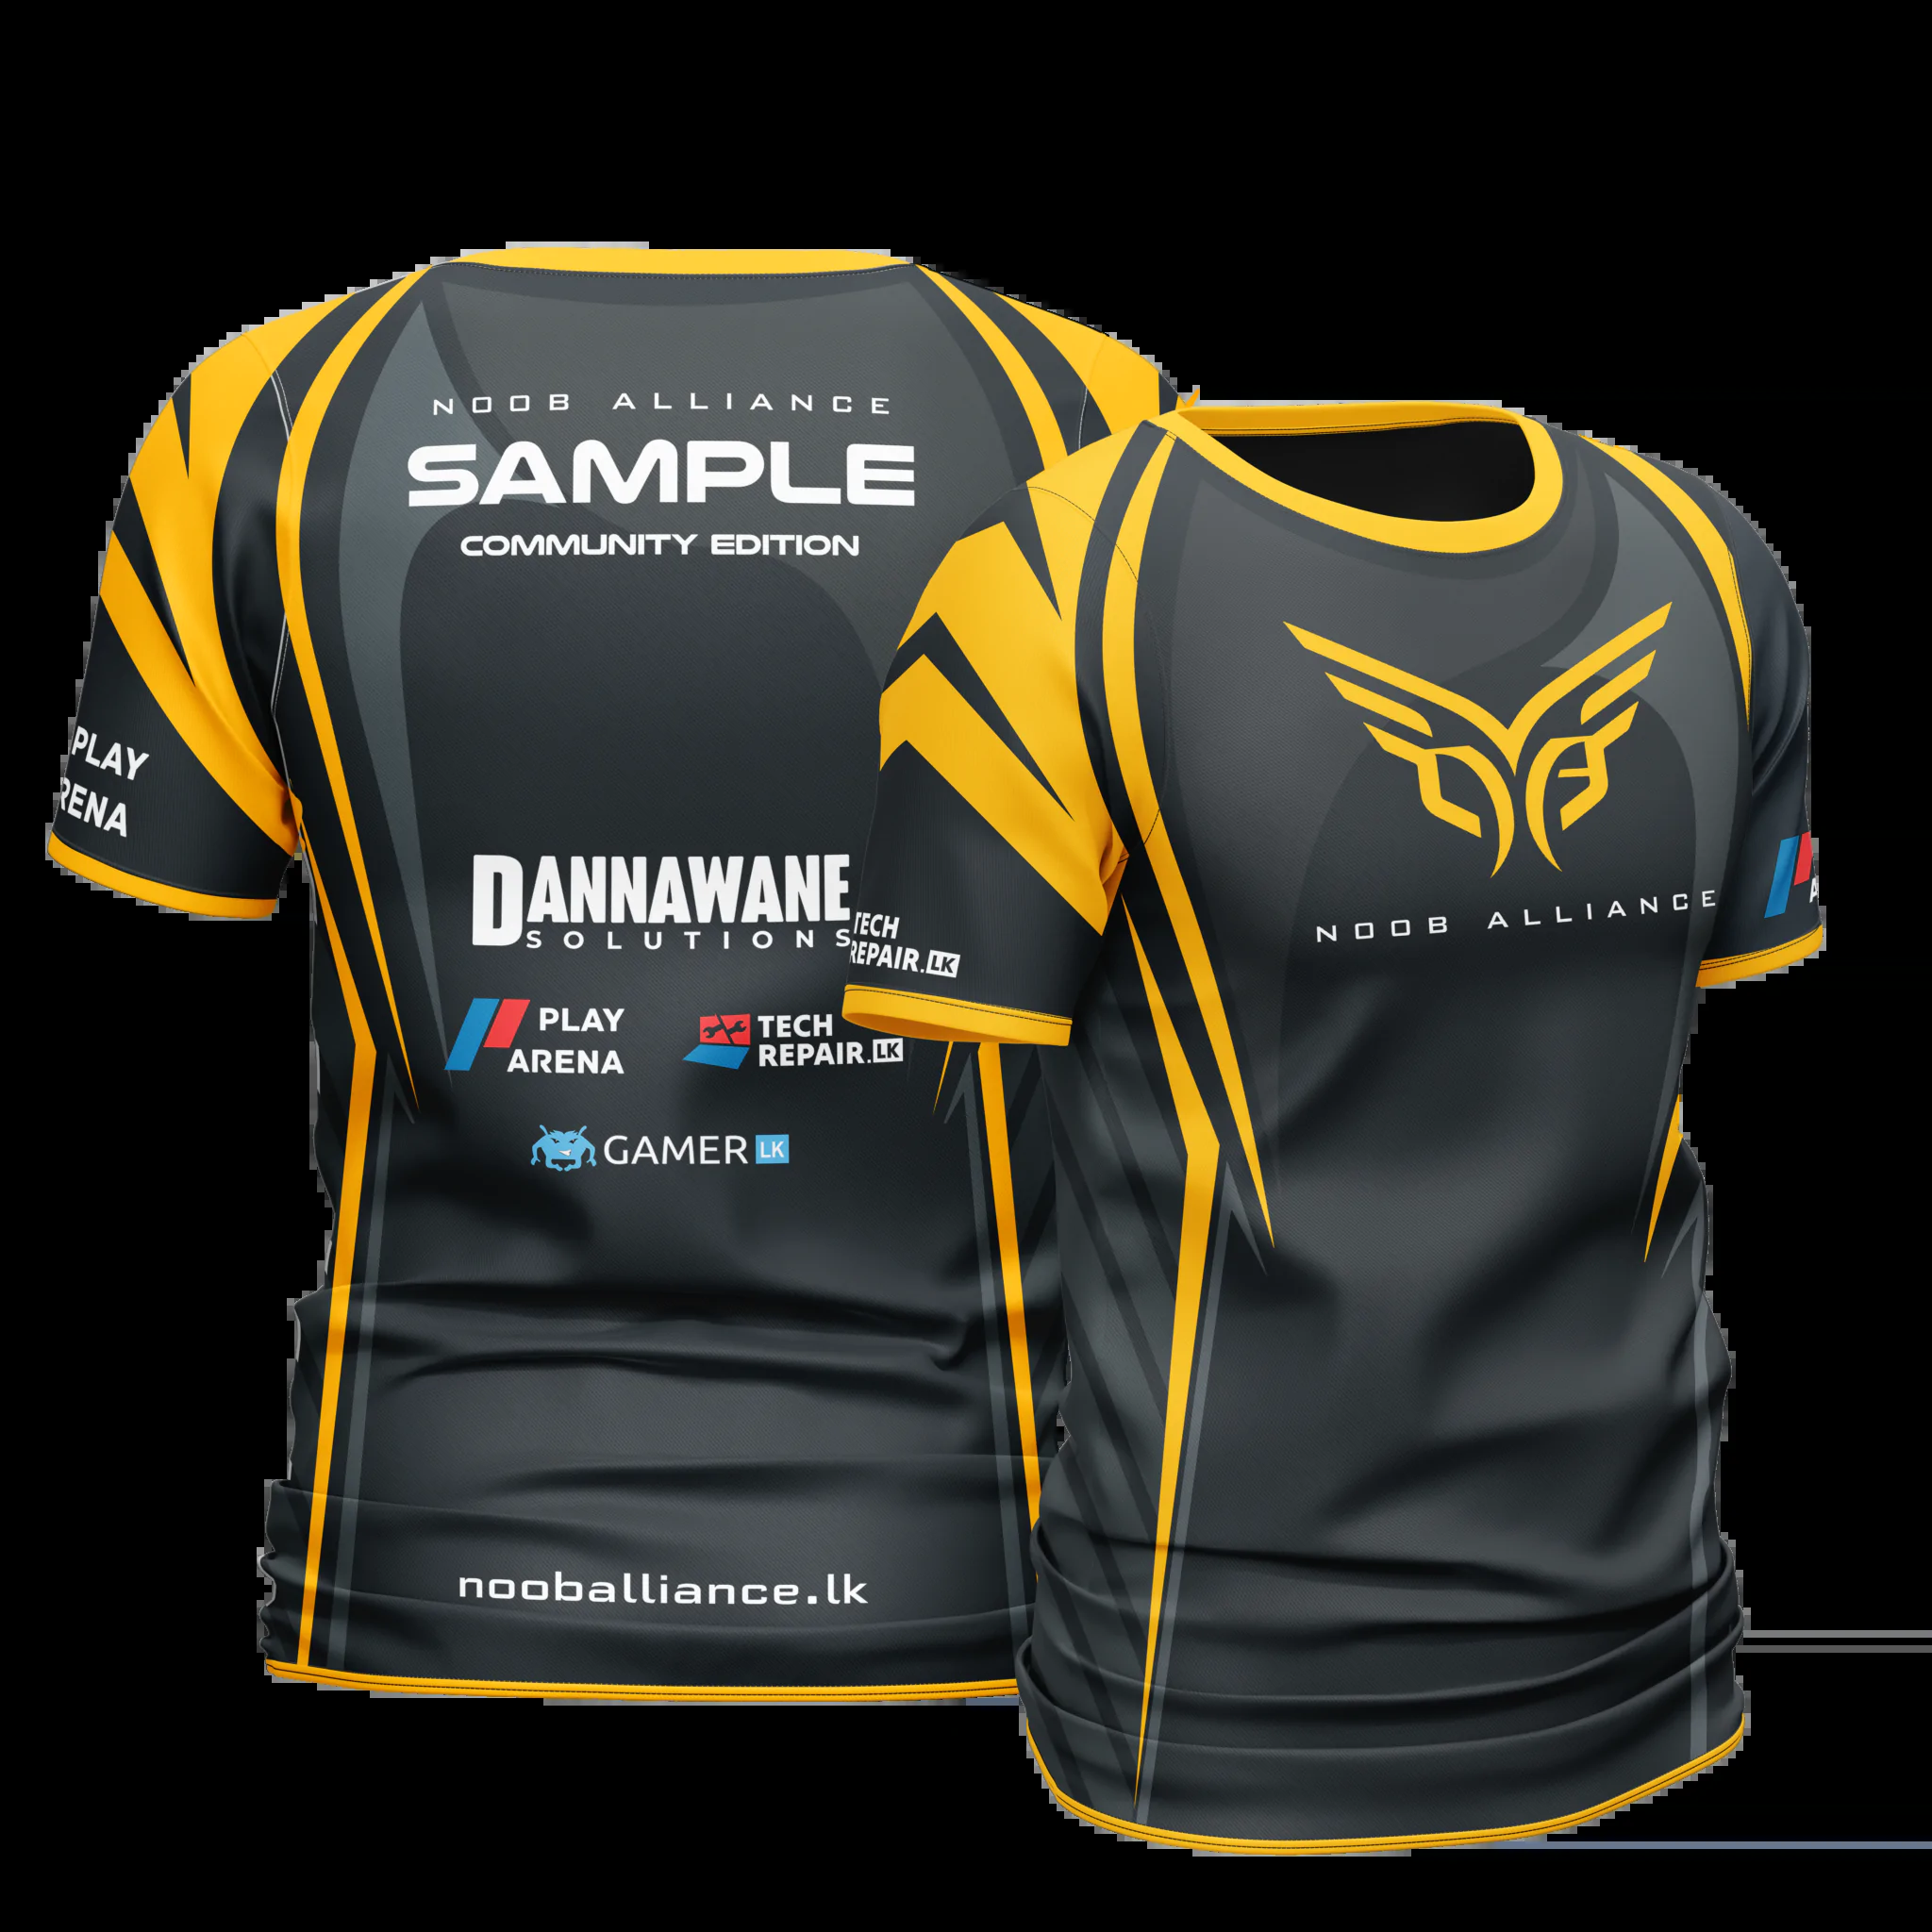 NOOB ALLIANCE
SAMPLE
COMMUNITY EDITION
PLAY
ARENA
DANNAWANE
SOLUTIONS
PLAY
ARENA
TECH
REPAIR.LK
GAMER LK
nooballiance.lk
TECH
REPAIR.LK
NOOB ALLIANCE